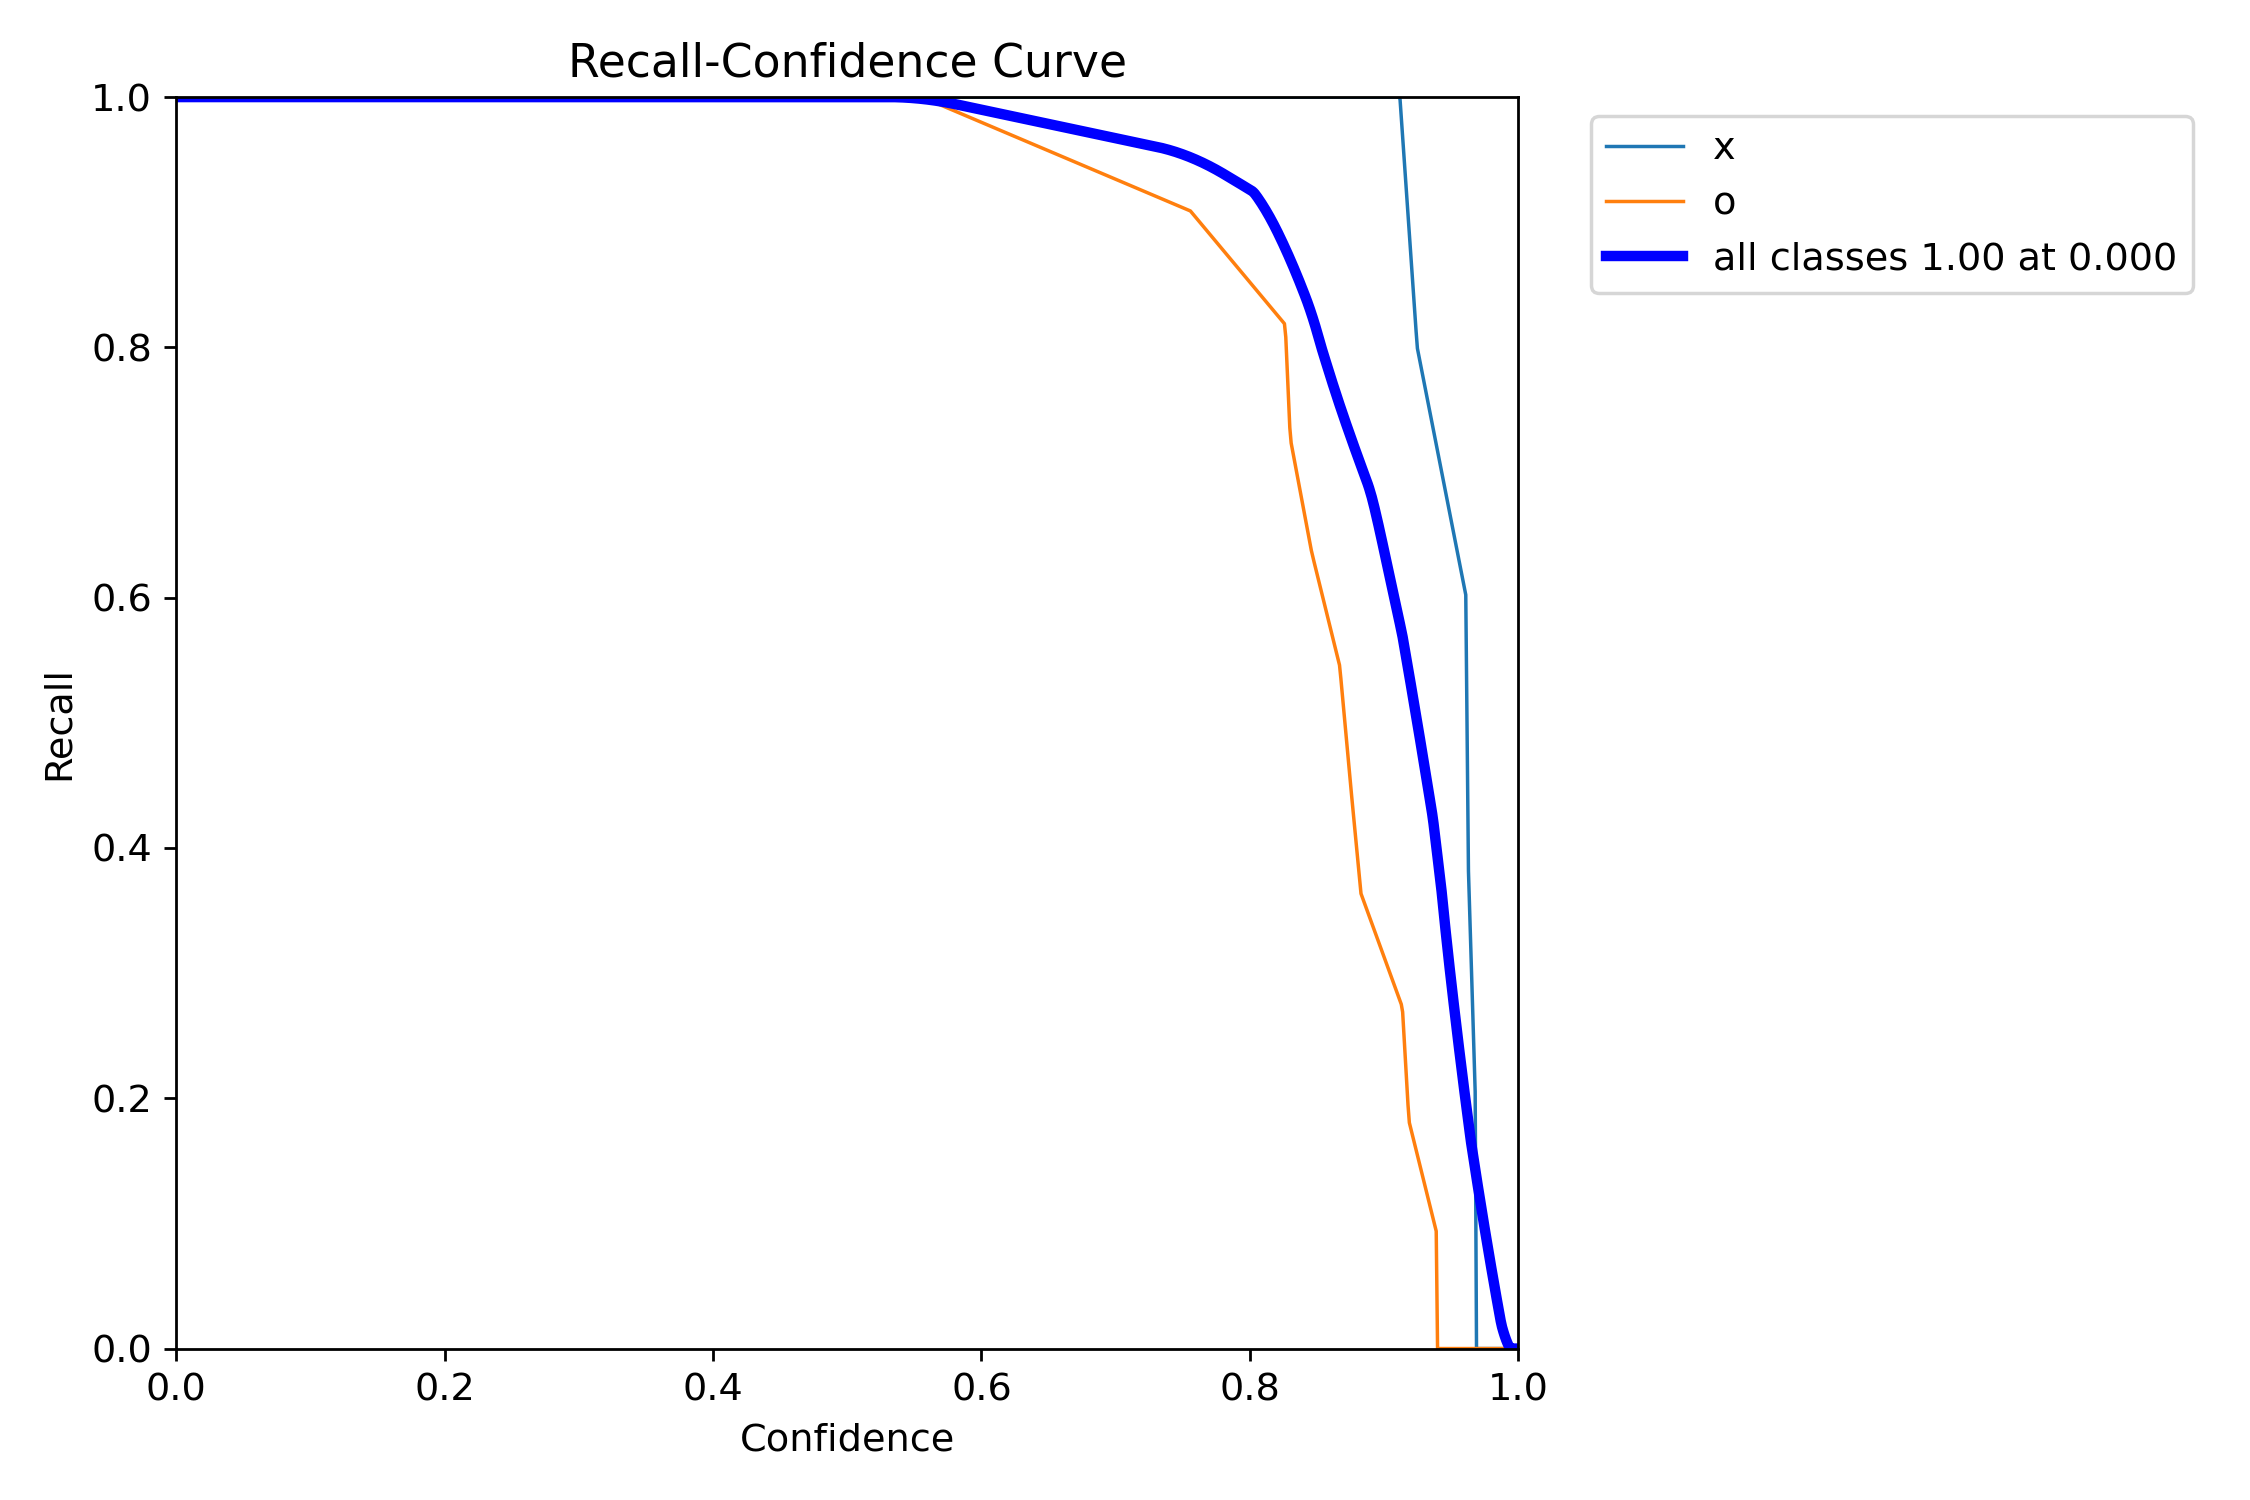 Recall-Confidence Curve
1.0
0.8
0.6
0.4
0.2
0.0
Recall
0.0 0.2 0.4 0.6 0.8 1.0
Confidence
x
o
all classes 1.00 at 0.000